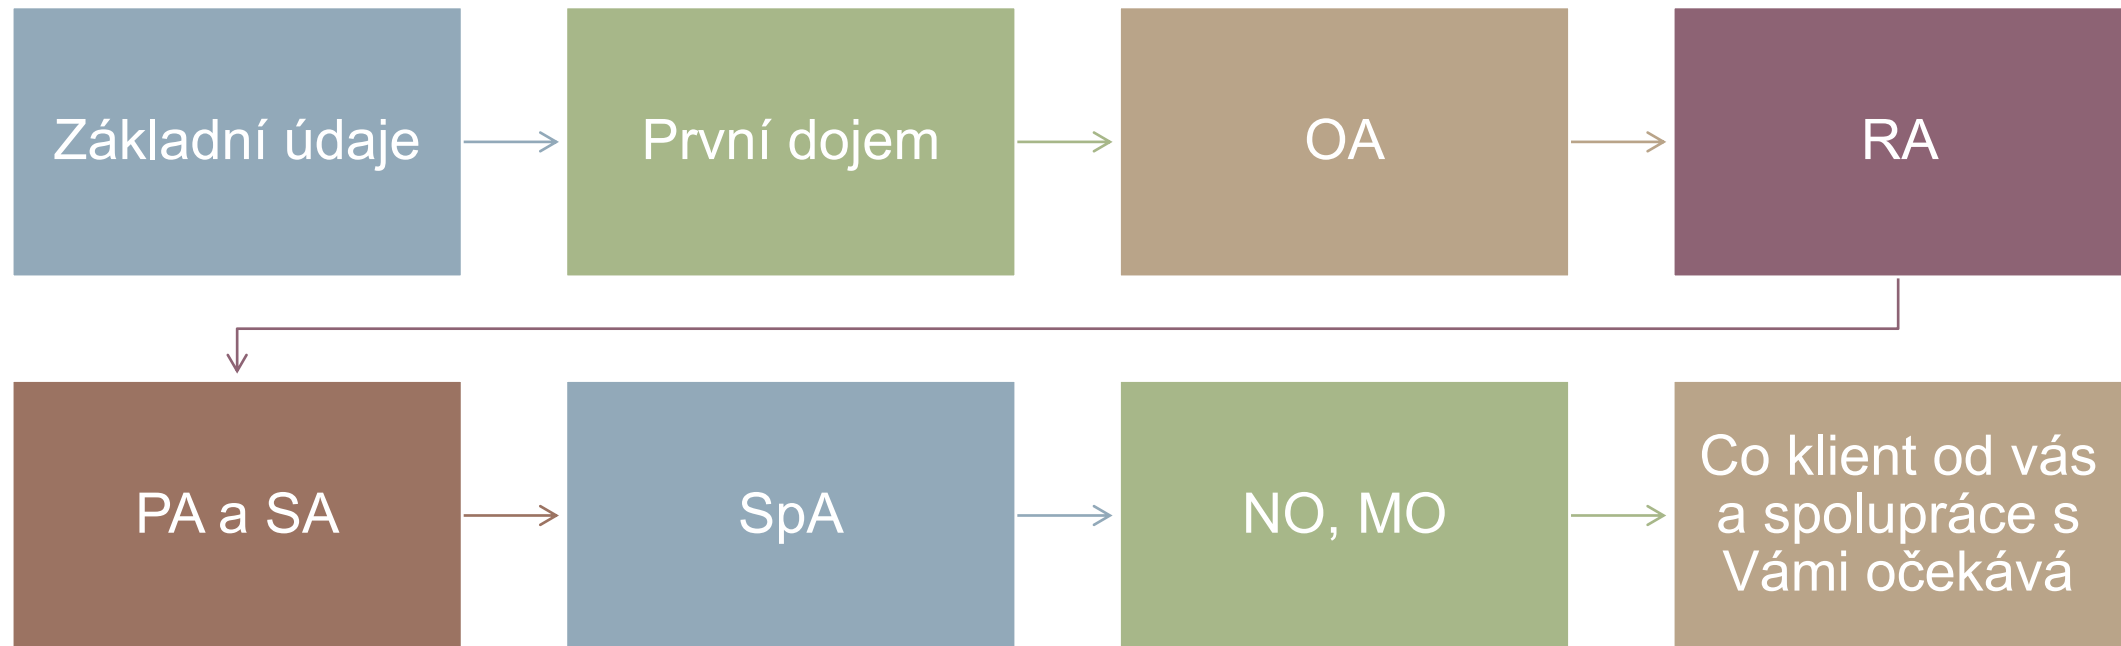 Základní údaje
První dojem
OA
RA
PA a SA
SpA
NO, MO
Co klient od vás
a spolupráce s
Vámi očekává